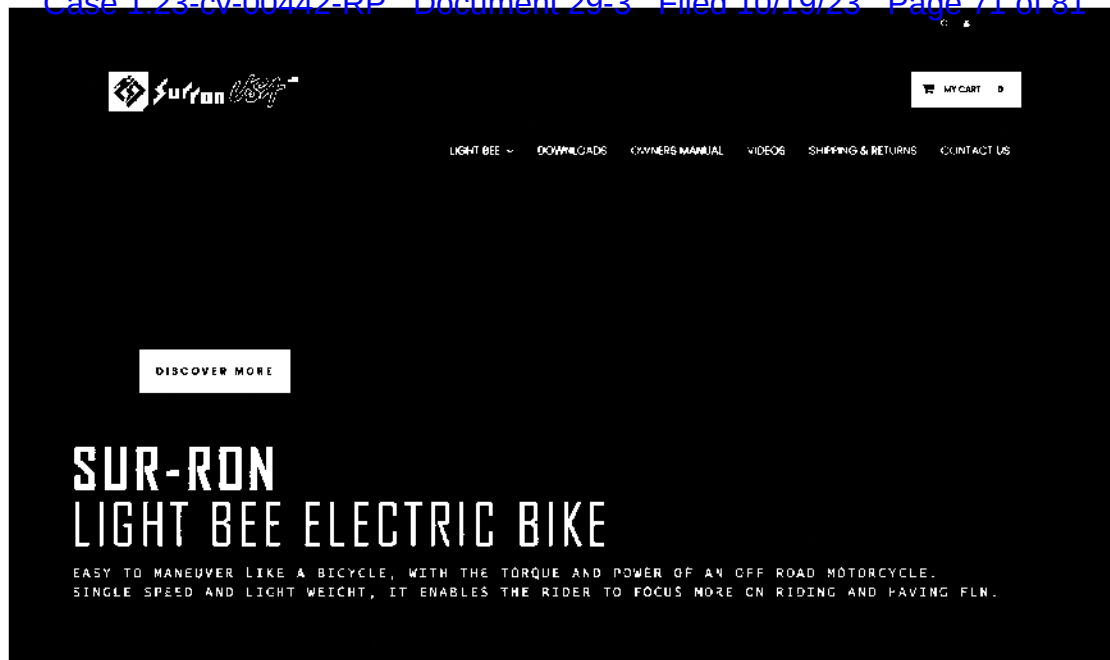 Case 1:23-cv-00442-RP Document 29-3 Filed 10/19/23 Page 71 of 81
Surron USA
MY CART 0
LIGHT BEE DOWNLOADS OWNERS MANUAL VIDEOS SHIPPING & RETURNS CONTACT US
DISCOVER MORE
SUR-RON
LIGHT BEE ELECTRIC BIKE
EASY TO MANEUVER LIKE A BICYCLE, WITH THE TORQUE AND POWER OF AN OFF ROAD MOTORCYCLE.
SINGLE SPEED AND LIGHT WEIGHT, IT ENABLES THE RIDER TO FOCUS MORE ON RIDING AND HAVING FUN.